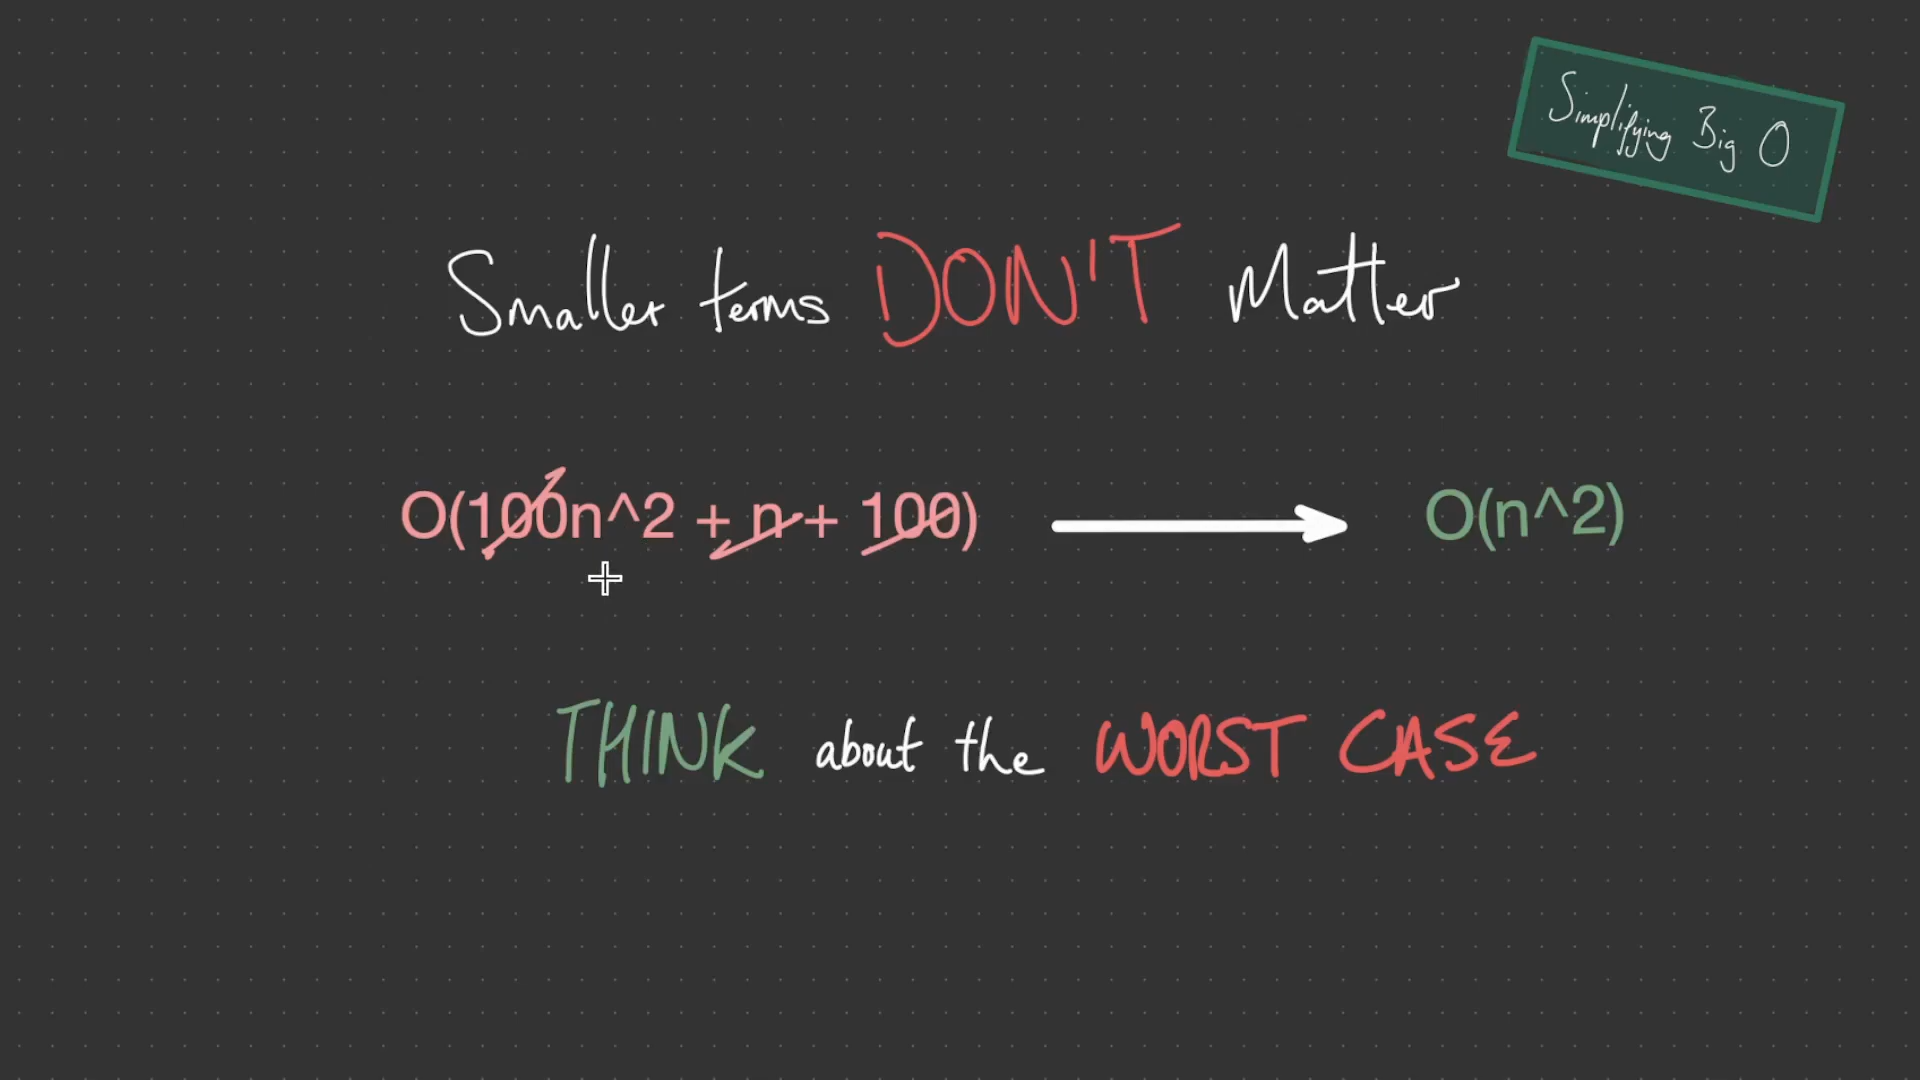 Simplifying Big O
Smaller terms DON'T Matter
O(100n^2 + n + 100) O(n^2)
THINK about the WORST CASE